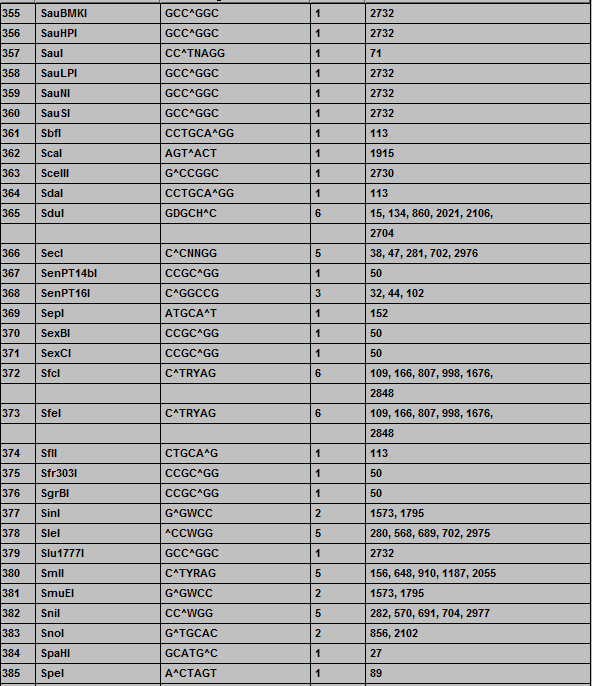 355 SauBMKI GCC^GGC 1 2732
356 SauHPI GCC^GGC 1 2732
357 SauI CC^TNAGG 1 71
358 SauLPI GCC^GGC 1 2732
359 SauNI GCC^GGC 1 2732
360 SauSI GCC^GGC 1 2732
361 SbfI CCTGCA^GG 1 113
362 ScaI AGT^ACT 1 1915
363 SceIII G^CCGGC 1 2730
364 SdaI CCTGCA^GG 1 113
365 SduI GDGCH^C 6 15, 134, 860, 2021, 2106,
2704
366 SecI C^CNNGG 5 38, 47, 281, 702, 2976
367 SenPT14bI CCGC^GG 1 50
368 SenPT16I C^GGCCG 3 32, 44, 102
369 SepI ATGCA^T 1 152
370 SexBI CCGC^GG 1 50
371 SexCI CCGC^GG 1 50
372 SfcI C^TRYAG 6 109, 166, 807, 998, 1676,
2848
373 SfeI C^TRYAG 6 109, 166, 807, 998, 1676,
2848
374 SflI CTGCA^G 1 113
375 Sfr303I CCGC^GG 1 50
376 SgrBI CCGC^GG 1 50
377 SinI G^GWCC 2 1573, 1795
378 SleI ^CCWGG 5 280, 568, 689, 702, 2975
379 Slu1777I GCC^GGC 1 2732
380 SmlI C^TYRAG 5 156, 648, 910, 1187, 2055
381 SmuEI G^GWCC 2 1573, 1795
382 SniI CC^WGG 5 282, 570, 691, 704, 2977
383 SnoI G^TGCAC 2 856, 2102
384 SpaHI GCATG^C 1 27
385 SpeI A^CTAGT 1 89